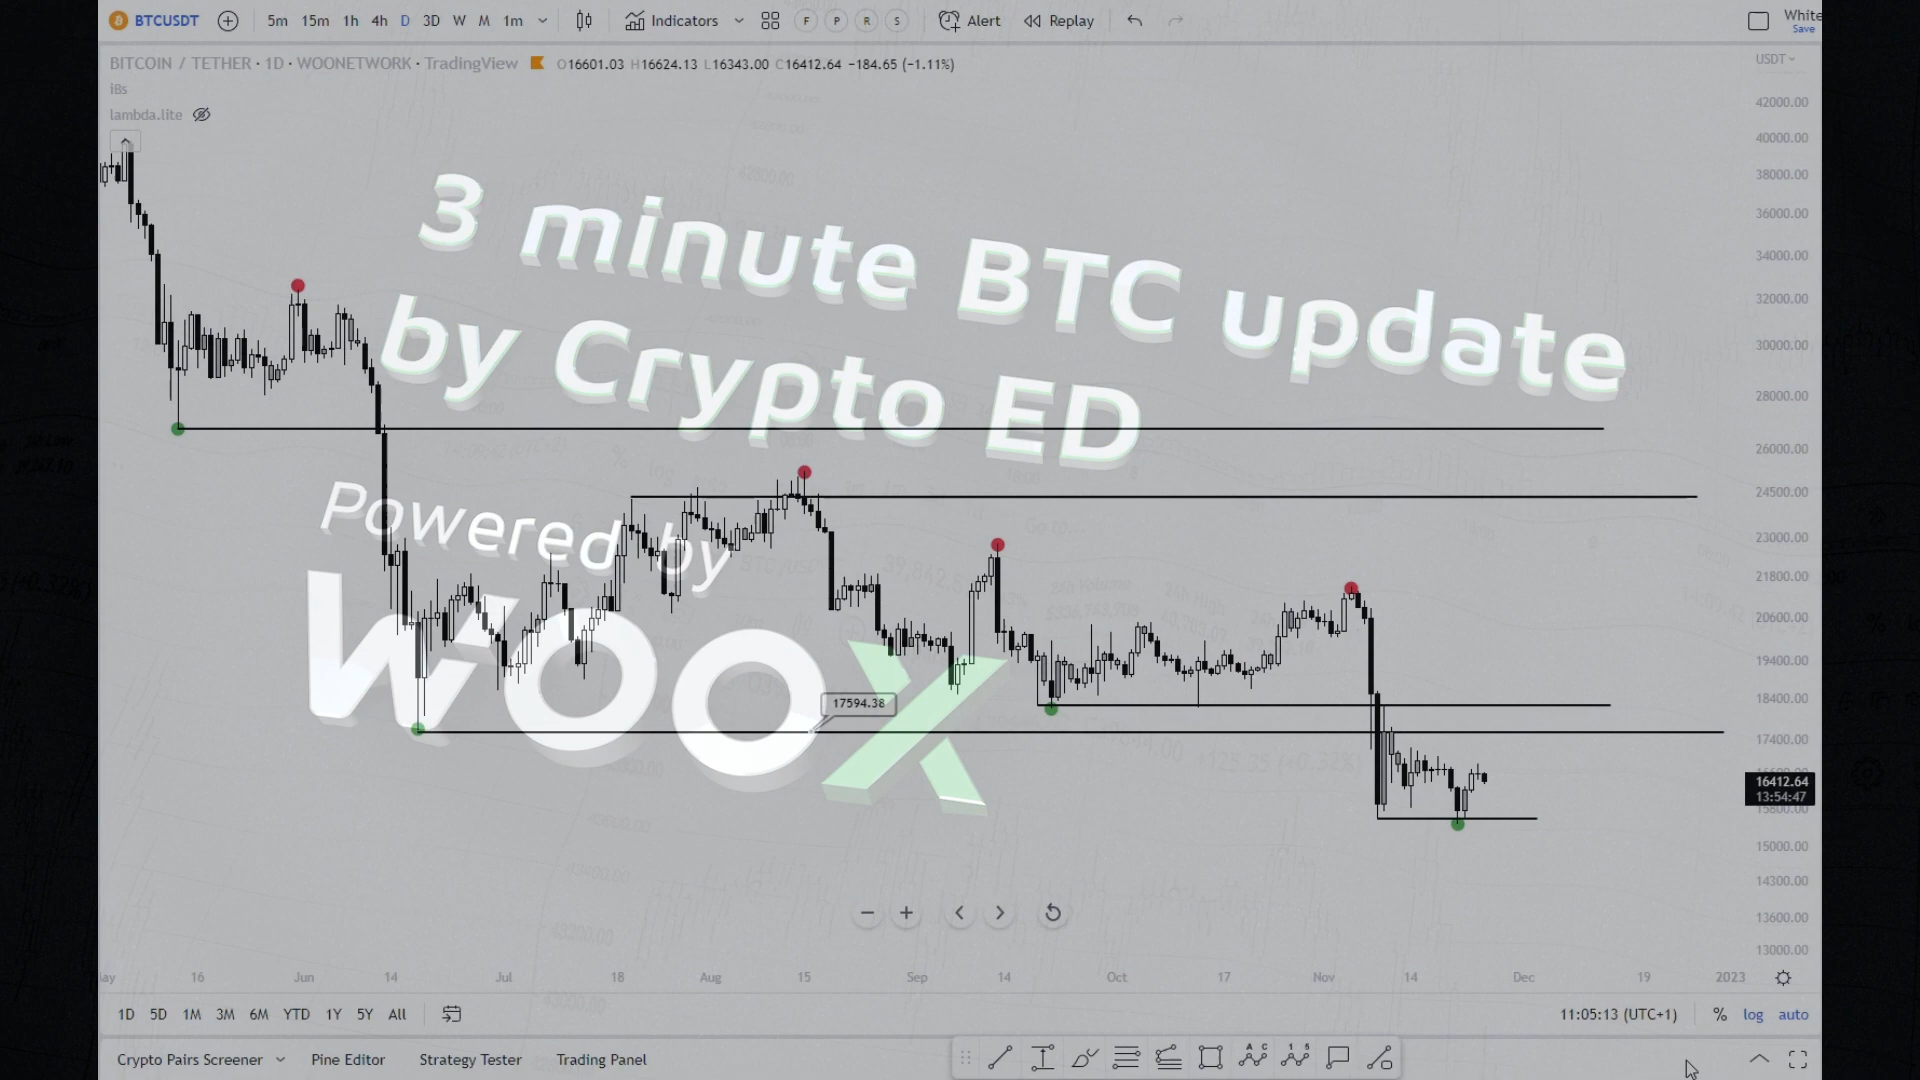 BTCUSDT
5m 15m 1h 4h D 3D W M 1m
Indicators
F P R S
Alert
Replay
White
Save
BITCOIN / TETHER · 1D · WOONETWORK · TradingView
O16601.03 H16624.13 L16343.00 C16412.64 −184.65 (−1.11%)
USDT
iBs
lambda.lite
3 minute BTC update
by Crypto ED
Powered by
WOO X
17594.38
42000.00
40000.00
38000.00
36000.00
34000.00
32000.00
30000.00
28000.00
26000.00
24500.00
23000.00
21800.00
20600.00
19400.00
18400.00
17400.00
16412.64
13:54:47
15000.00
14300.00
13600.00
13000.00
16 Jun 14 Jul 18 Aug 15 Sep 14 Oct 17 Nov 14 Dec 19 2023
1D 5D 1M 3M 6M YTD 1Y 5Y All
11:05:13 (UTC+1) % log auto
Crypto Pairs Screener
Pine Editor
Strategy Tester
Trading Panel